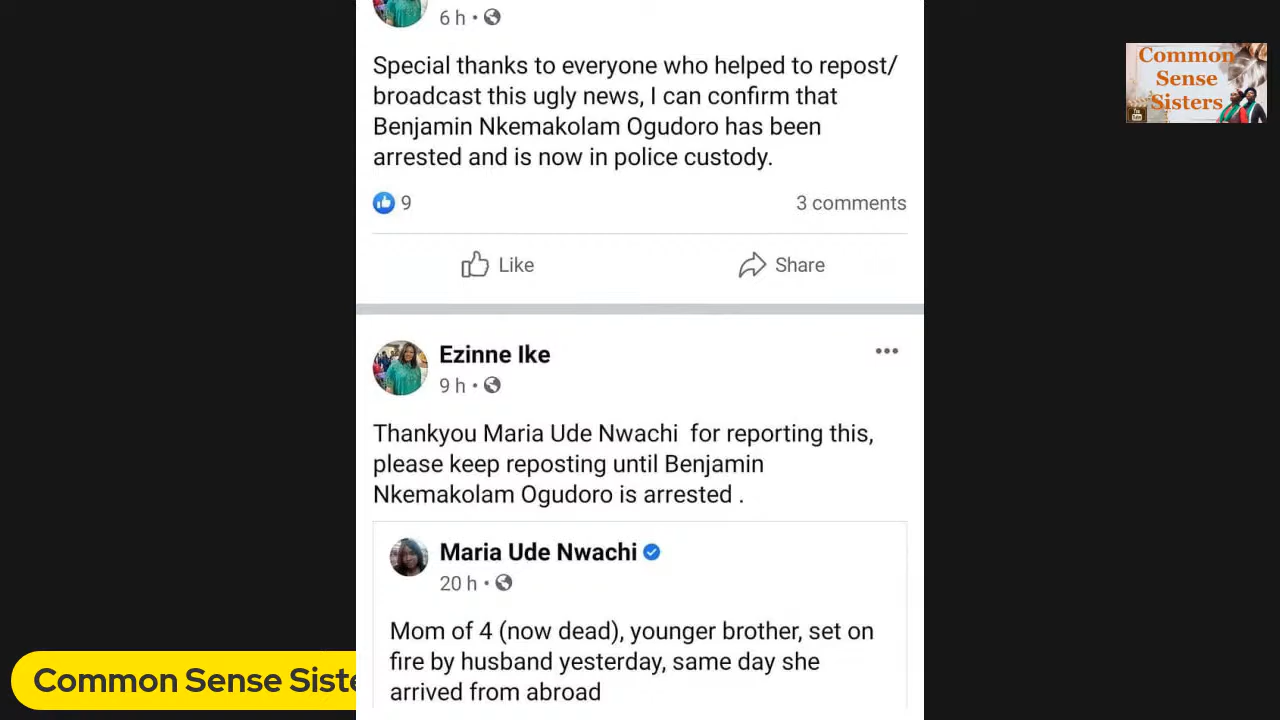 6 h
Common
Sense
Sisters
Special thanks to everyone who helped to repost/
broadcast this ugly news, I can confirm that
Benjamin Nkemakolam Ogudoro has been
arrested and is now in police custody.
9
3 comments
Like
Share
Ezinne Ike
9 h
Thankyou Maria Ude Nwachi for reporting this,
please keep reposting until Benjamin
Nkemakolam Ogudoro is arrested .
Maria Ude Nwachi
20 h
Mom of 4 (now dead), younger brother, set on
fire by husband yesterday, same day she
arrived from abroad
Common Sense Siste